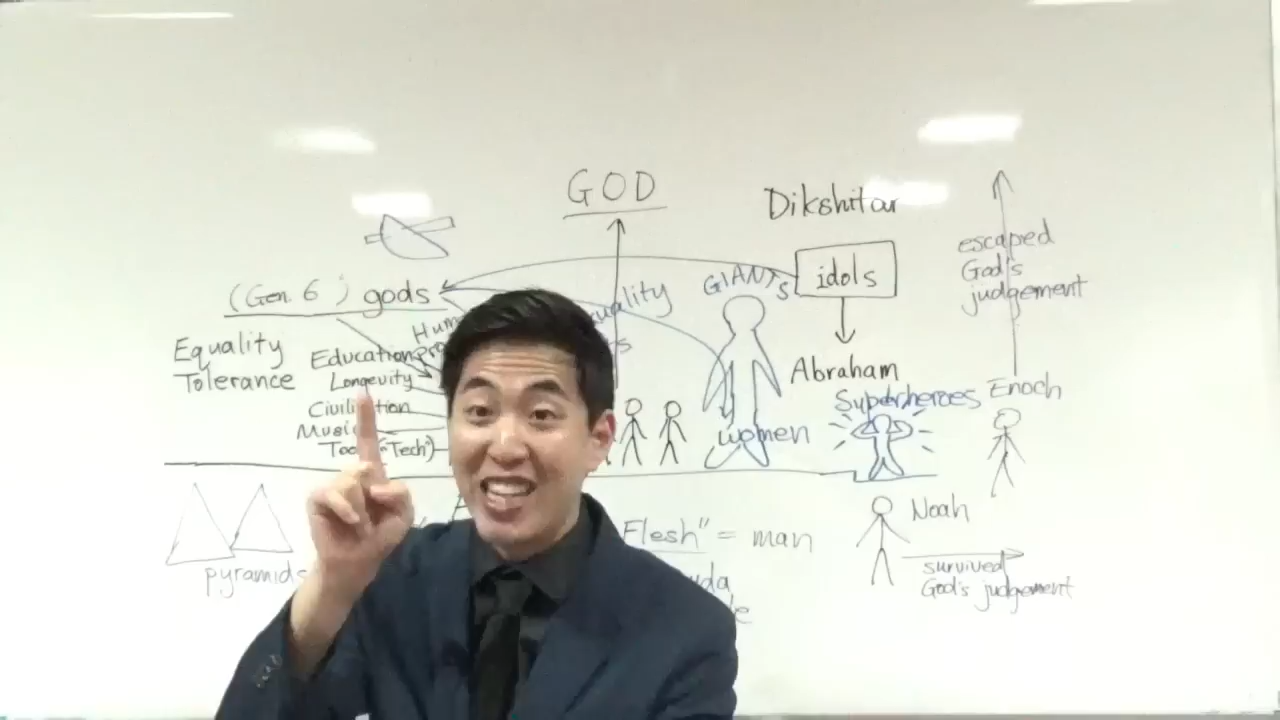 GOD
Dikshitar
escaped
God's
judgement
idols
GIANTS
(Gen 6) gods
Equality
Tolerance
Education
Longevity
Civilization
Music
Tool ("Tech")
Abraham
Superheroes
Enoch
women
Noah
survived
God's judgement
pyramids
Flesh" = man